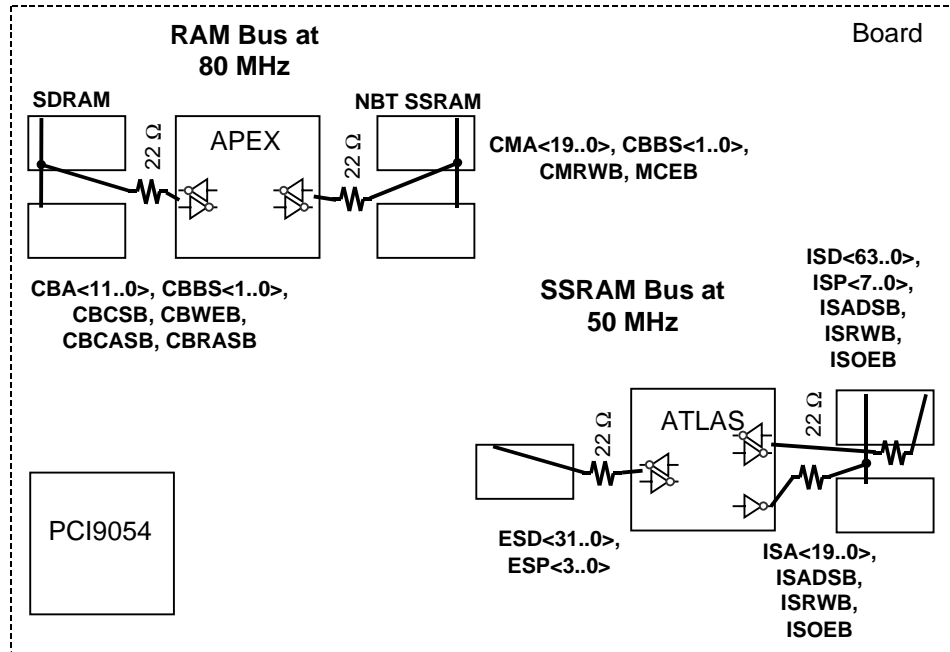 Board
RAM Bus at
80 MHz
SDRAM
22 Ω
APEX
22 Ω
NBT SSRAM
CMA<19..0>, CBBS<1..0>,
CMRWB, MCEB
CBA<11..0>, CBBS<1..0>,
CBCSB, CBWEB,
CBCASB, CBRASB
SSRAM Bus at
50 MHz
ISD<63..0>,
ISP<7..0>,
ISADSB,
ISRWB,
ISOEB
22 Ω
ATLAS
22 Ω
ESD<31..0>,
ESP<3..0>
ISA<19..0>,
ISADSB,
ISRWB,
ISOEB
PCI9054